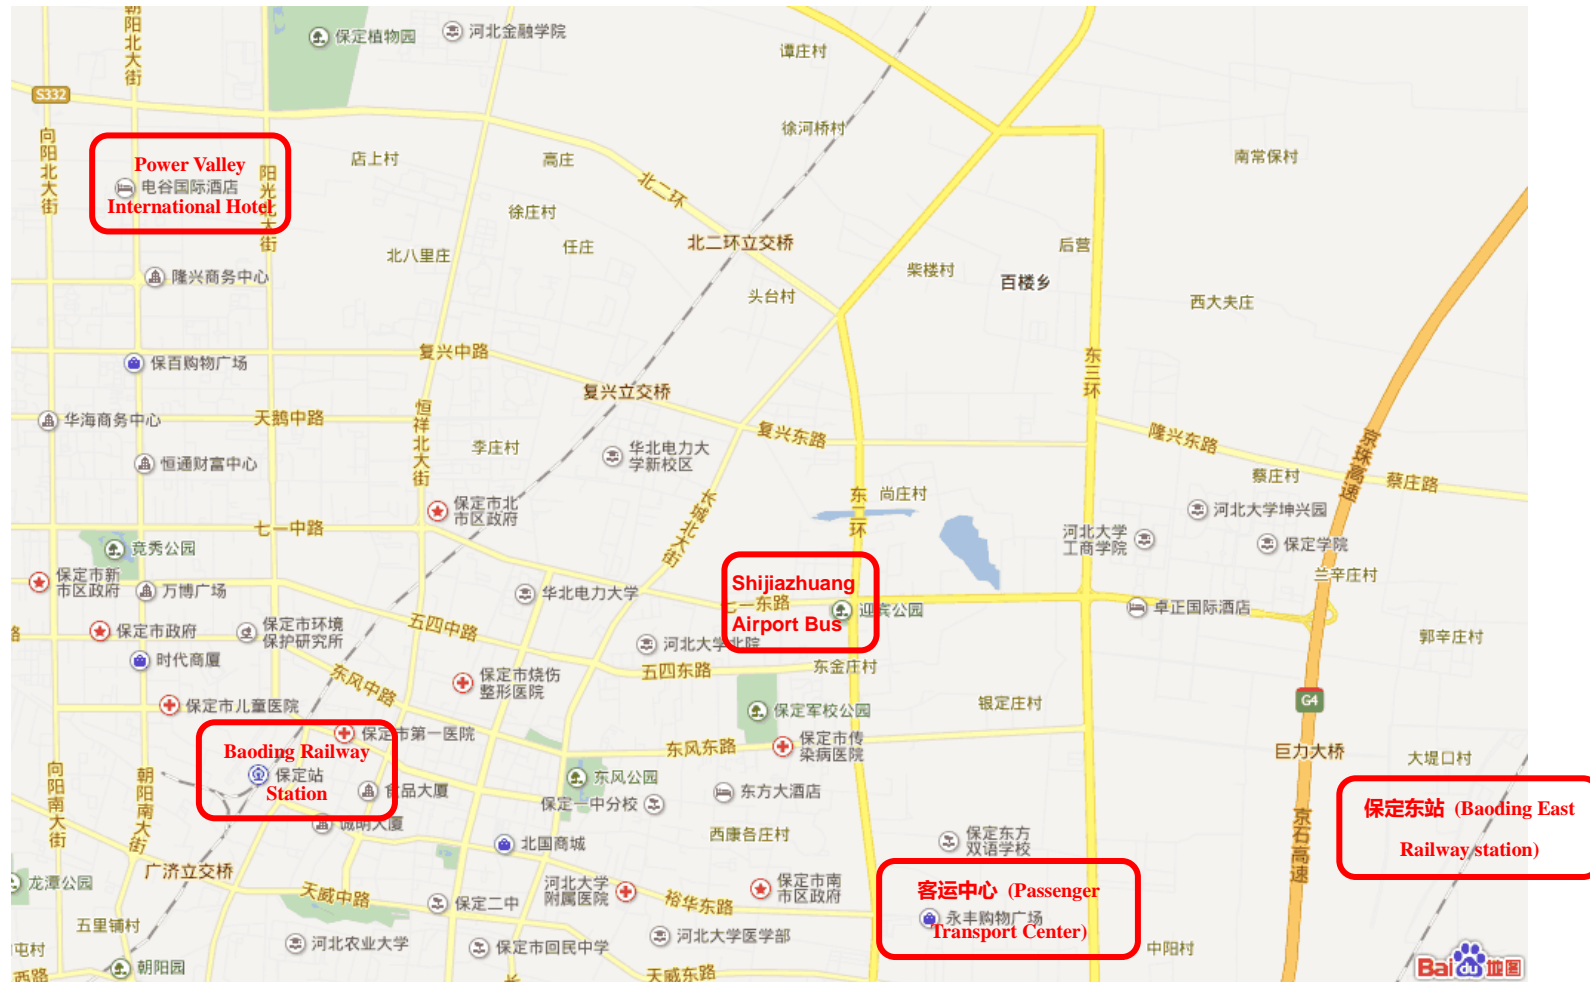 朝阳北大街
保定植物园
河北金融学院
谭庄村
S332
向阳北大街
Power Valley
电谷国际酒店
International Hotel
阳光北大街
店上村
高庄
徐河桥村
南常保村
北二环
徐庄村
任庄
北八里庄
北二环立交桥
后营
柴楼村
百楼乡
头台村
西大夫庄
隆兴商务中心
保百购物广场
复兴中路
复兴立交桥
东三环
华海商务中心
天鹅中路
恒祥北大街
李庄村
复兴东路
隆兴东路
京珠高速
恒通财富中心
华北电力大
学新校区
蔡庄村
蔡庄路
保定市北
市区政府
长城北大街
东二环
尚庄村
河北大学坤兴园
七一中路
竞秀公园
河北大学
工商学院
保定学院
兰辛庄村
保定市新
市区政府
万博广场
华北电力大学
Shijiazhuang
七一东路
迎宾公园
Airport Bus
卓正国际酒店
路
保定市政府
保定市环境
保护研究所
五四中路
河北大学北院
郭辛庄村
时代商厦
东风中路
保定市烧伤
整形医院
五四东路
东金庄村
保定市儿童医院
保定军校公园
银定庄村
G4
保定市第一医院
Baoding Railway
保定站
Station
东风东路
保定市传
染病医院
巨力大桥
大堤口村
向阳南大街
朝阳南大街
食品大厦
东风公园
保定一中分校
东方大酒店
京石高速
保定东站 (Baoding East
Railway station)
诚明大厦
北国商城
西康各庄村
保定东方
双语学校
广济立交桥
龙潭公园
天威中路
保定二中
河北大学
附属医院
裕华东路
保定市南
市区政府
客运中心 (Passenger
永丰购物广场
Transport Center)
五里铺村
屯村
河北农业大学
保定市回民中学
河北大学医学部
中阳村
西路
朝阳园
长
天威东路
Bai du 地图